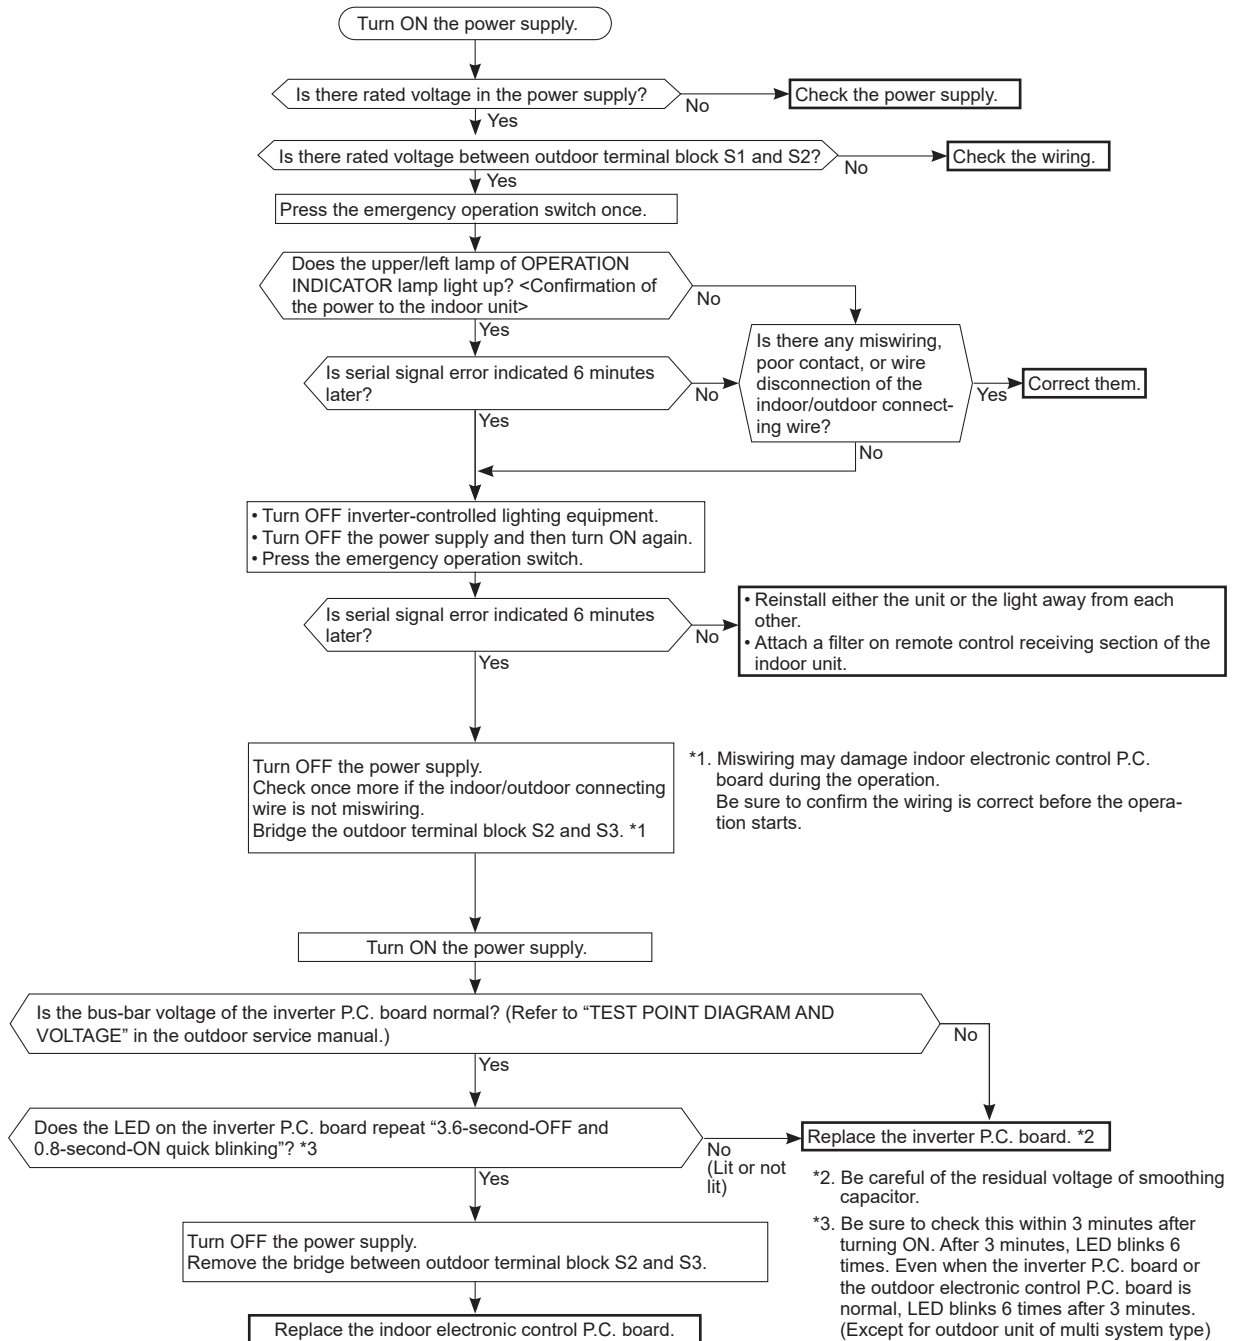 Turn ON the power supply.
Is there rated voltage in the power supply?
No
Check the power supply.
Yes
Is there rated voltage between outdoor terminal block S1 and S2?
No
Check the wiring.
Yes
Press the emergency operation switch once.
Does the upper/left lamp of OPERATION
INDICATOR lamp light up? <Confirmation of
the power to the indoor unit>
No
Yes
Is there any miswiring,
poor contact, or wire
disconnection of the
indoor/outdoor connect-
ing wire?
Yes
Correct them.
No
Is serial signal error indicated 6 minutes
later?
No
Yes
• Turn OFF inverter-controlled lighting equipment.
• Turn OFF the power supply and then turn ON again.
• Press the emergency operation switch.
Is serial signal error indicated 6 minutes
later?
No
• Reinstall either the unit or the light away from each
other.
• Attach a filter on remote control receiving section of the
indoor unit.
Yes
Turn OFF the power supply.
Check once more if the indoor/outdoor connecting
wire is not miswiring.
Bridge the outdoor terminal block S2 and S3. *1
*1. Miswiring may damage indoor electronic control P.C.
board during the operation.
Be sure to confirm the wiring is correct before the opera-
tion starts.
Turn ON the power supply.
Is the bus-bar voltage of the inverter P.C. board normal? (Refer to “TEST POINT DIAGRAM AND
VOLTAGE” in the outdoor service manual.)
No
Yes
Does the LED on the inverter P.C. board repeat “3.6-second-OFF and
0.8-second-ON quick blinking”? *3
No
(Lit or not
lit)
Replace the inverter P.C. board. *2
Yes
*2. Be careful of the residual voltage of smoothing
capacitor.
*3. Be sure to check this within 3 minutes after
turning ON. After 3 minutes, LED blinks 6
times. Even when the inverter P.C. board or
the outdoor electronic control P.C. board is
normal, LED blinks 6 times after 3 minutes.
(Except for outdoor unit of multi system type)
Turn OFF the power supply.
Remove the bridge between outdoor terminal block S2 and S3.
Replace the indoor electronic control P.C. board.